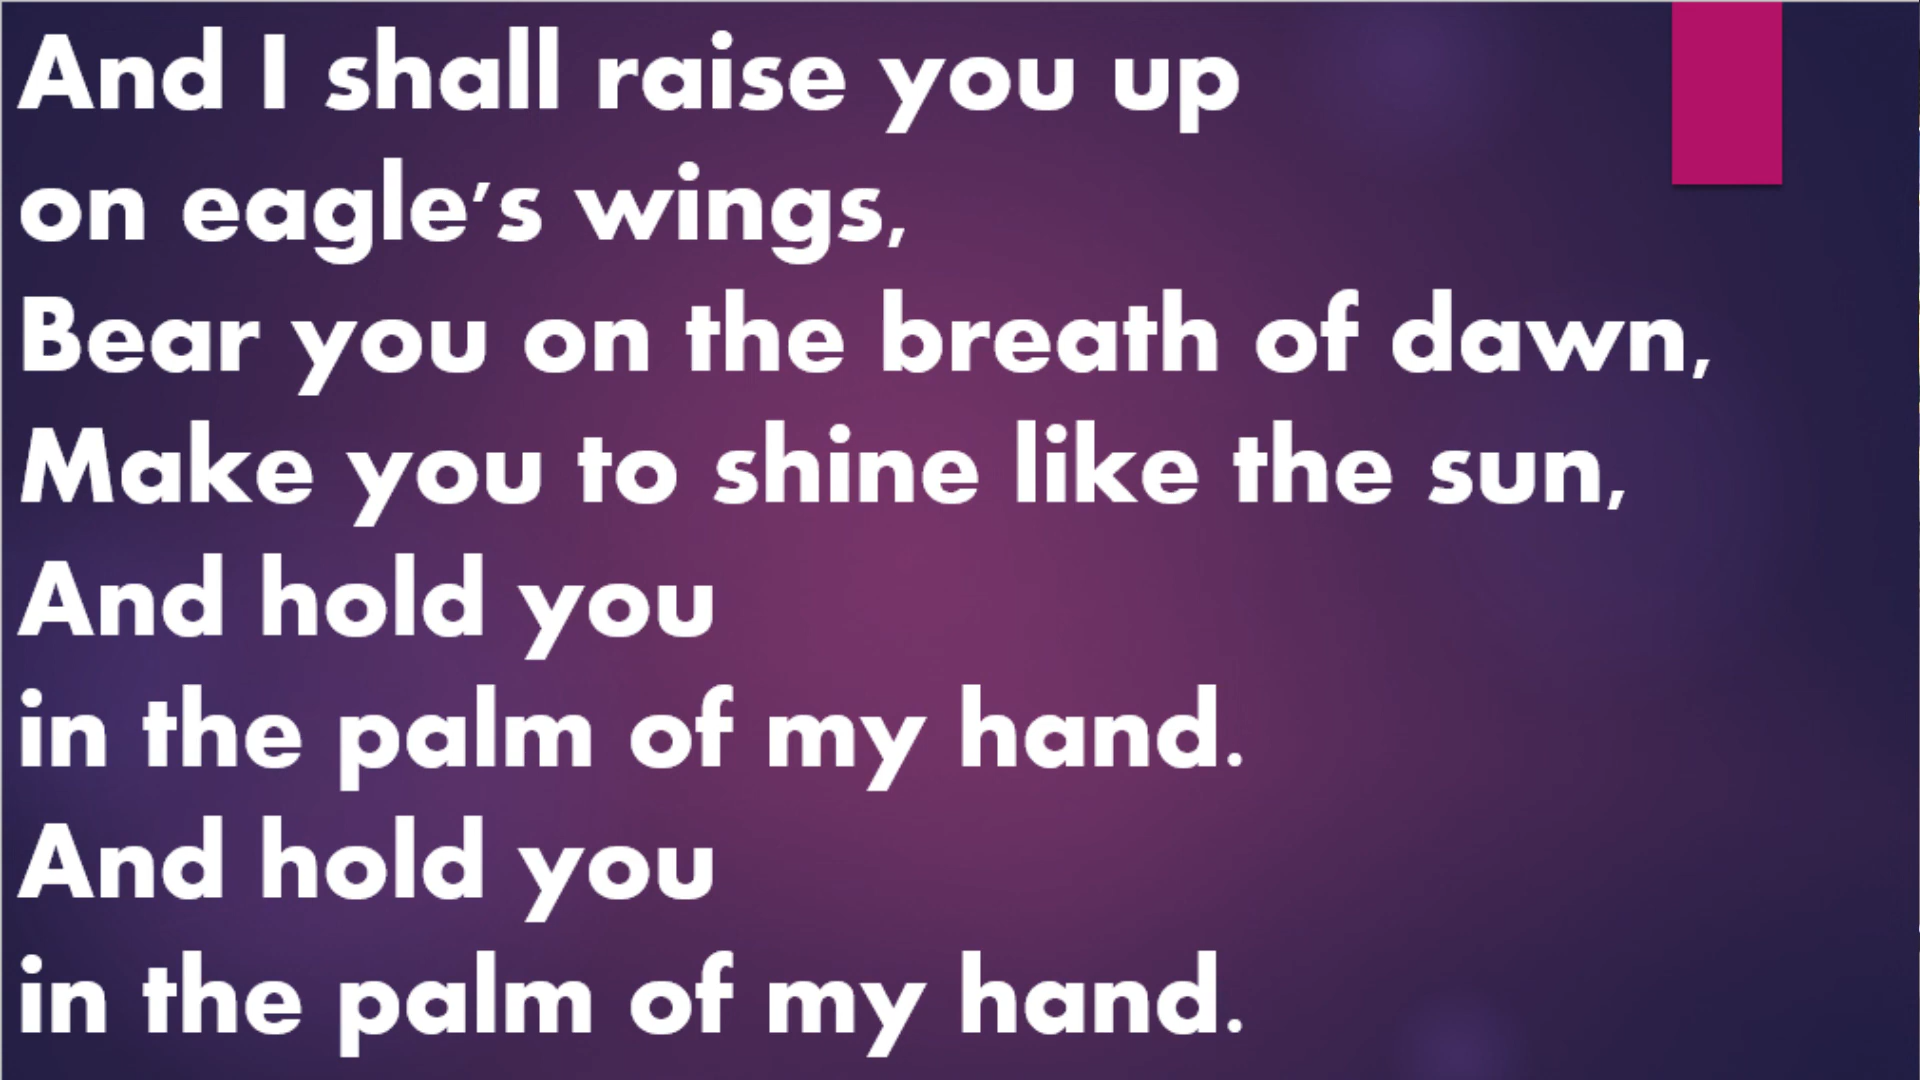 And I shall raise you up
on eagle's wings,
Bear you on the breath of dawn,
Make you to shine like the sun,
And hold you
in the palm of my hand.
And hold you
in the palm of my hand.